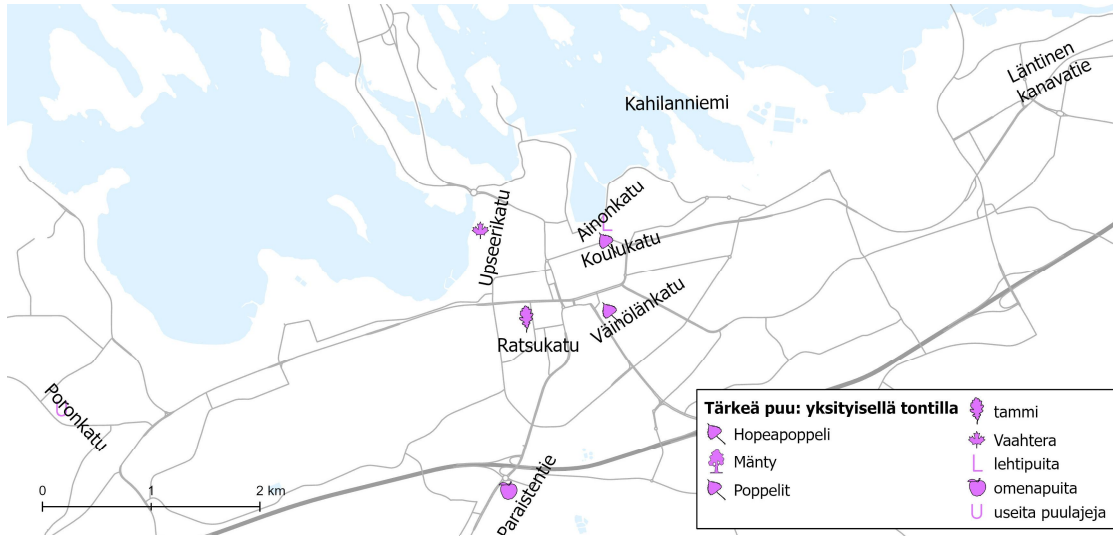 Läntinen
kanavatie
Kahilanniemi
Ainonkatu
L
Koulukatu
Upseerikatu
Väinölänkatu
Ratsukatu
Poronkatu
U
Paraistentie
0 1 2 km
Tärkeä puu: yksityisellä tontilla
Hopeapoppeli
Mänty
Poppelit
tammi
Vaahtera
L lehtipuita
omenapuita
U useita puulajeja